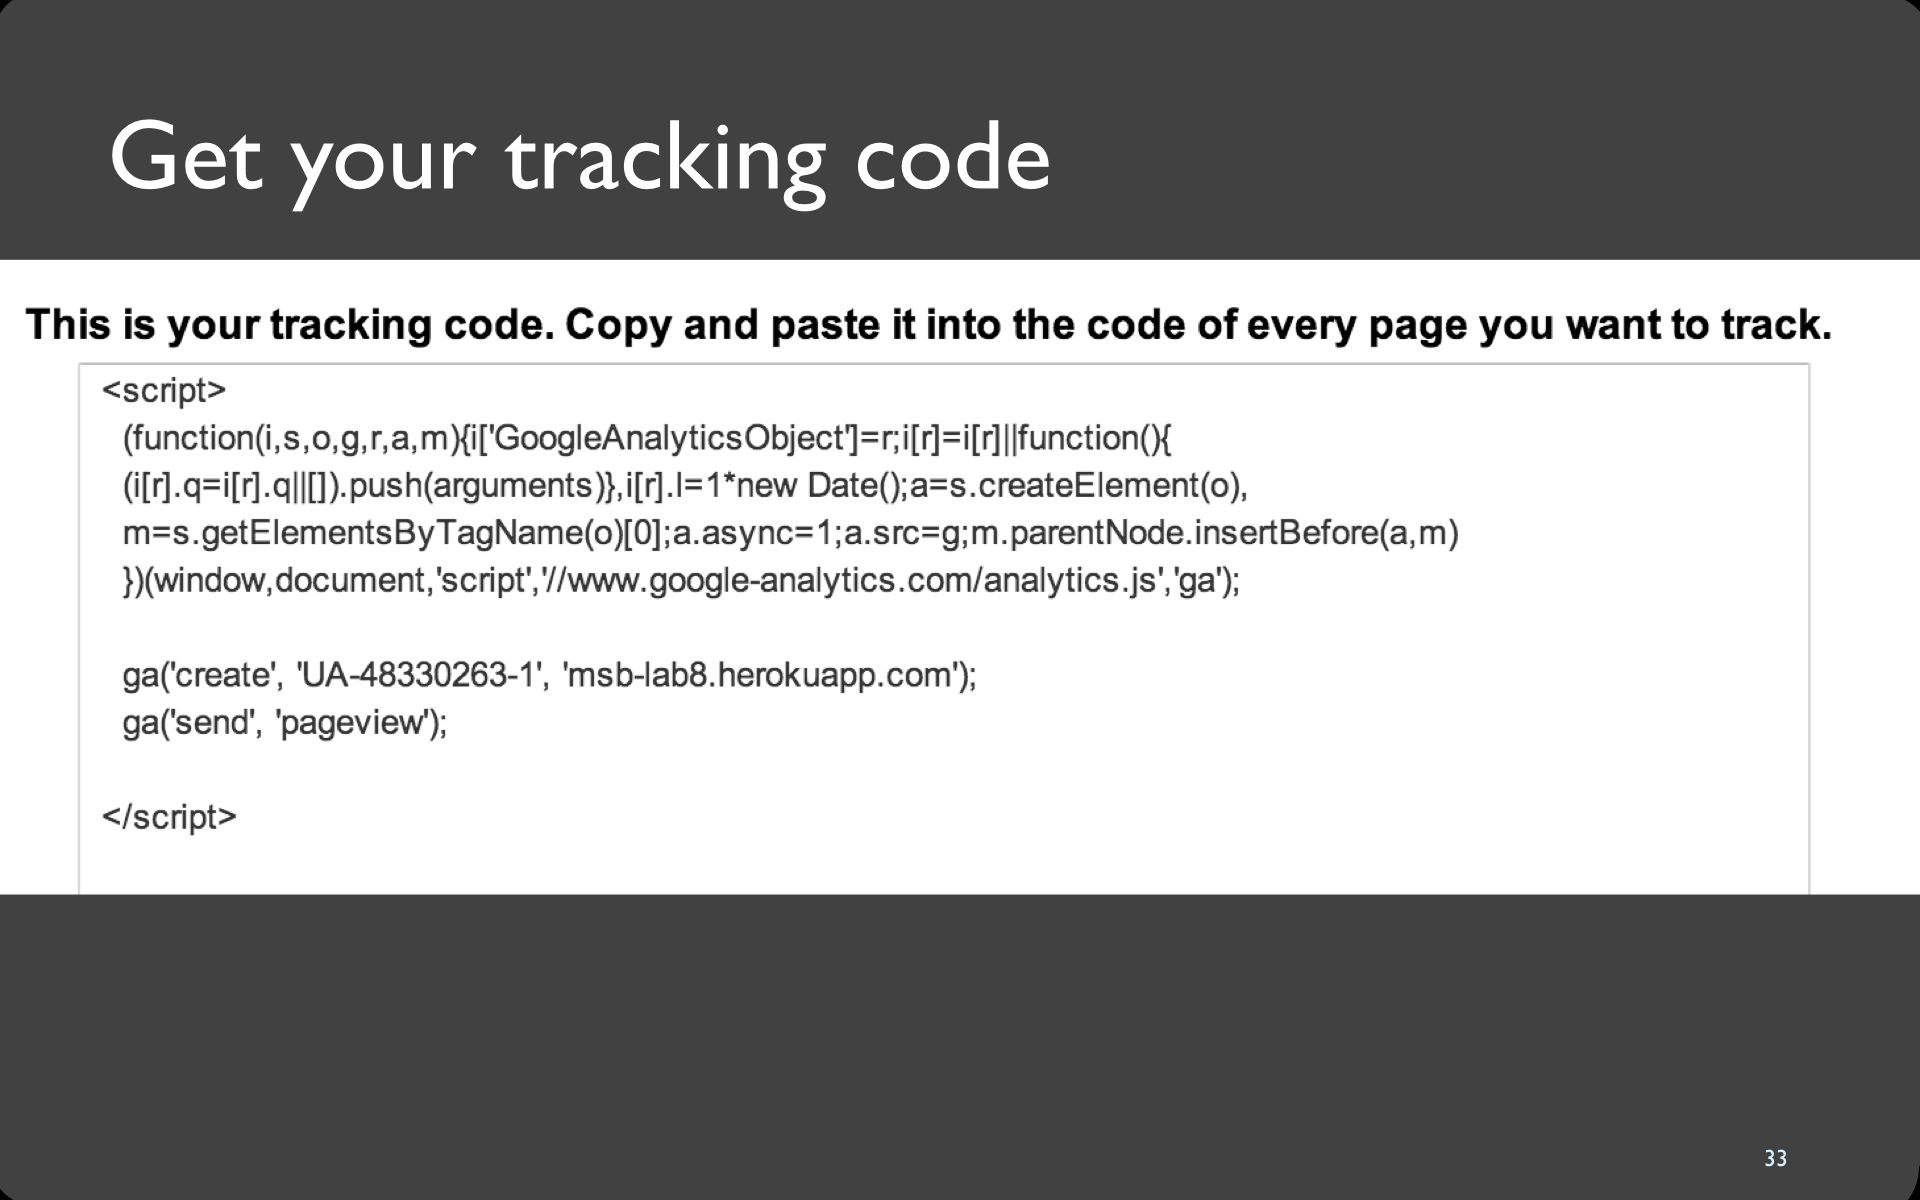 Get your tracking code
This is your tracking code. Copy and paste it into the code of every page you want to track.
<script>
(function(i,s,o,g,r,a,m){i['GoogleAnalyticsObject']=r;i[r]=i[r]||function(){
(i[r].q=i[r].q||[]).push(arguments)},i[r].l=1*new Date();a=s.createElement(o),
m=s.getElementsByTagName(o)[0];a.async=1;a.src=g;m.parentNode.insertBefore(a,m)
})(window,document,'script','//www.google-analytics.com/analytics.js','ga');
ga('create', 'UA-48330263-1', 'msb-lab8.herokuapp.com');
ga('send', 'pageview');
</script>
33